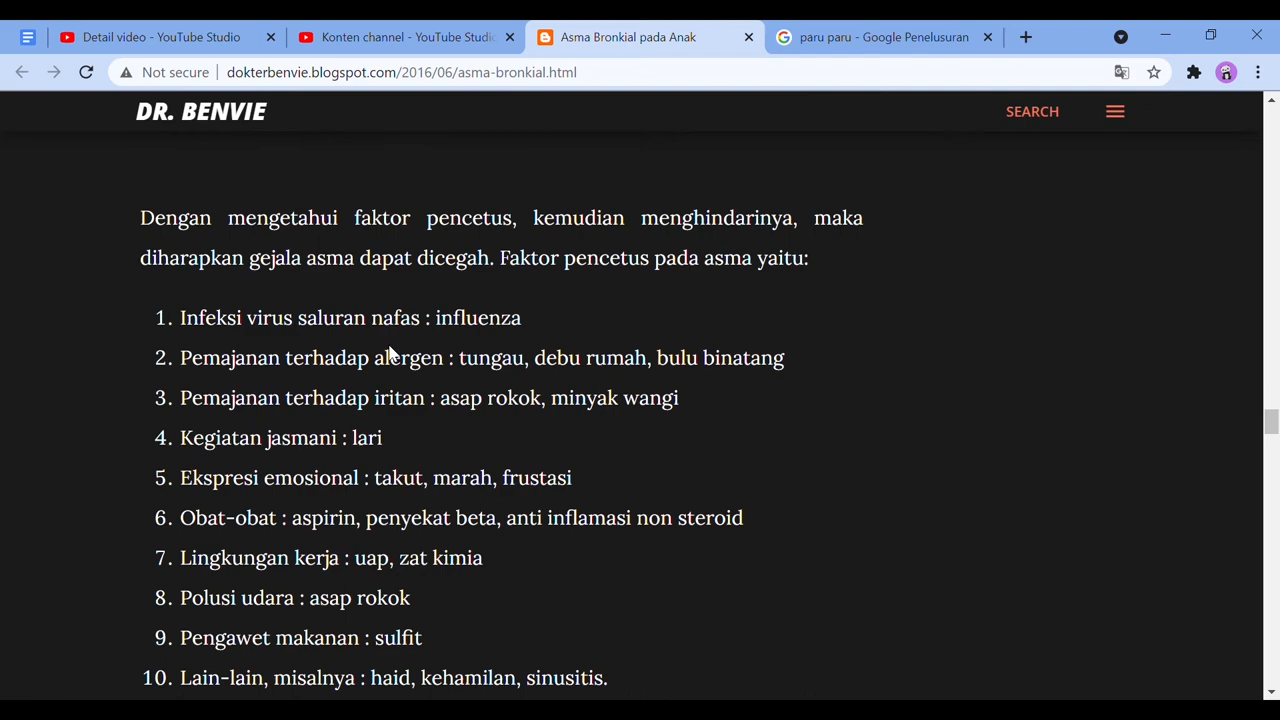 Detail video - YouTube Studio
Konten channel - YouTube Studio
Asma Bronkial pada Anak
paru paru - Google Penelusuran
Not secure
dokterbenvie.blogspot.com/2016/06/asma-bronkial.html
DR. BENVIE
SEARCH
Dengan mengetahui faktor pencetus, kemudian menghindarinya, maka
diharapkan gejala asma dapat dicegah. Faktor pencetus pada asma yaitu:
1. Infeksi virus saluran nafas : influenza
2. Pemajanan terhadap alergen : tungau, debu rumah, bulu binatang
3. Pemajanan terhadap iritan : asap rokok, minyak wangi
4. Kegiatan jasmani : lari
5. Ekspresi emosional : takut, marah, frustasi
6. Obat-obat : aspirin, penyekat beta, anti inflamasi non steroid
7. Lingkungan kerja : uap, zat kimia
8. Polusi udara : asap rokok
9. Pengawet makanan : sulfit
10. Lain-lain, misalnya : haid, kehamilan, sinusitis.